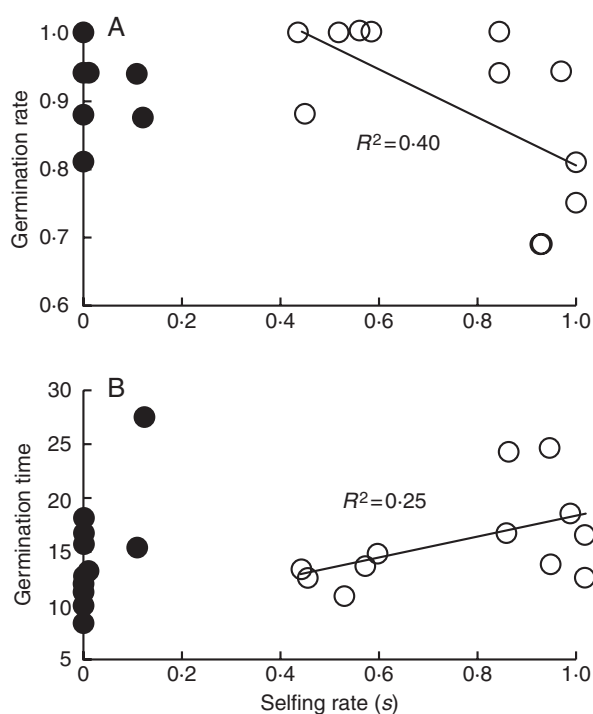 A
1·0
0·9
0·8
0·7
0·6
Germination rate
R²=0·40
0 0·2 0·4 0·6 0·8 1·0
B
30
25
20
15
10
5
Germination time
R²=0·25
0 0·2 0·4 0·6 0·8 1·0
Selfing rate (s)